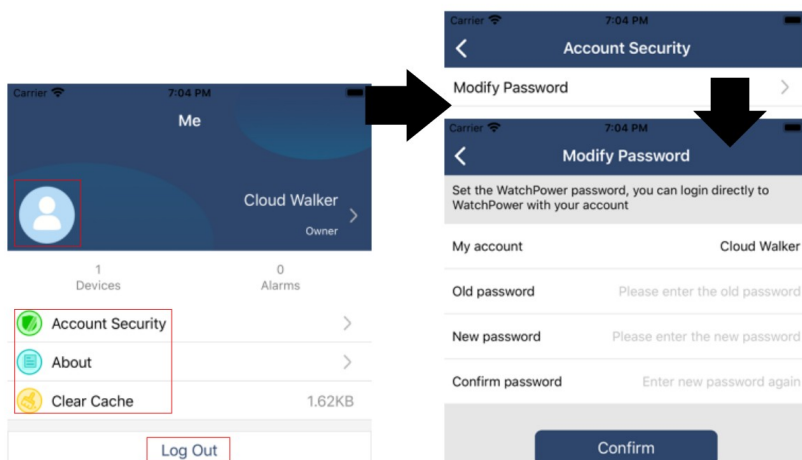 Carrier 7:04 PM
Me
Cloud Walker
Owner
1 0
Devices Alarms
Account Security
About
Clear Cache 1.62KB
Log Out
Carrier 7:04 PM
Account Security
Modify Password
Carrier 7:04 PM
Modify Password
Set the WatchPower password, you can login directly to
WatchPower with your account
My account Cloud Walker
Old password Please enter the old password
New password Please enter the new password
Confirm password Enter new password again
Confirm